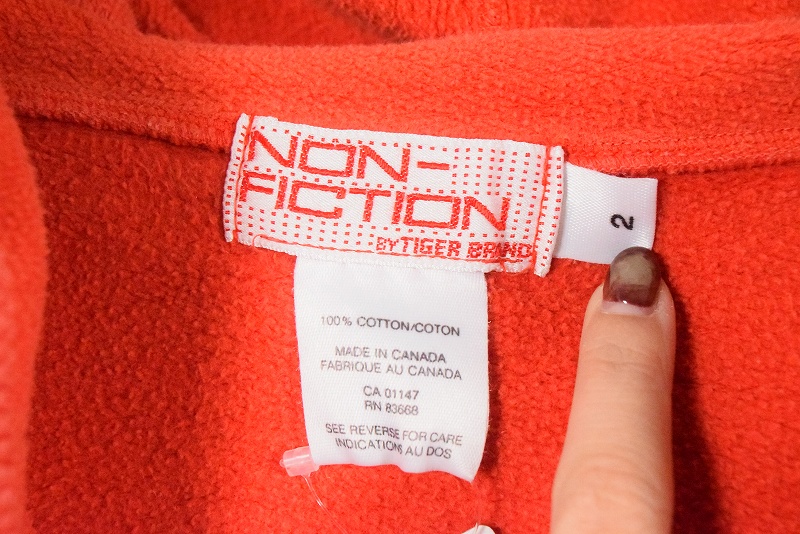 NON-
FICTION
BY TIGER BRAND
2
100% COTTON/COTON
MADE IN CANADA
FABRIQUE AU CANADA
CA 01147
RN 83668
SEE REVERSE FOR CARE
INDICATIONS AU DOS